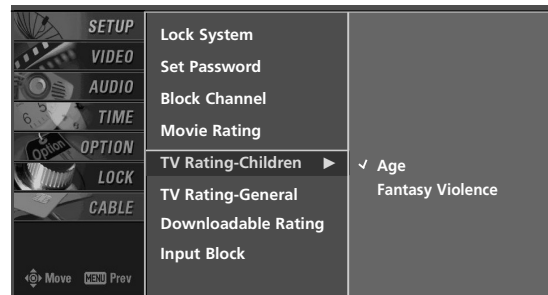 SETUP
VIDEO
AUDIO
TIME
OPTION
LOCK
CABLE
Move MENU Prev
Lock System
Set Password
Block Channel
Movie Rating
TV Rating-Children ►
TV Rating-General
Downloadable Rating
Input Block
✓ Age
Fantasy Violence
Option